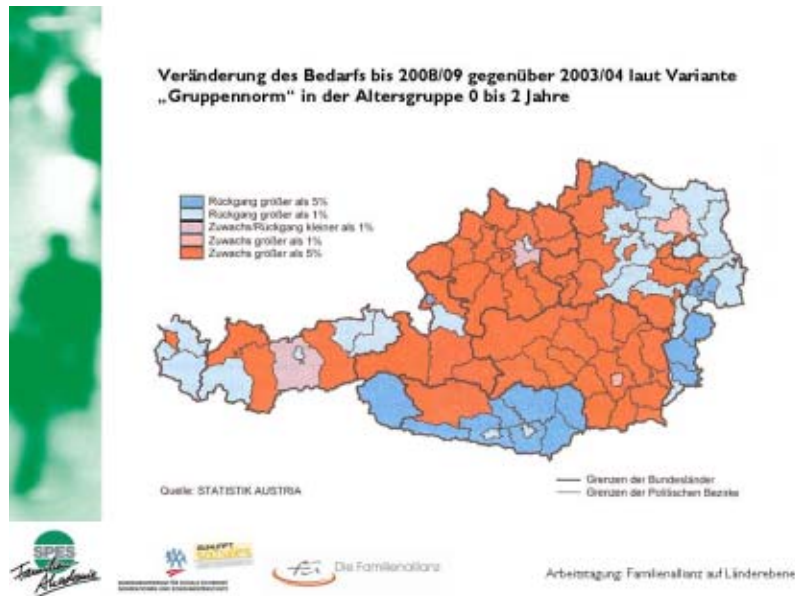 Veränderung des Bedarfs bis 2008/09 gegenüber 2003/04 laut Variante
„Gruppennorm“ in der Altersgruppe 0 bis 2 Jahre
Rückgang größer als 5%
Rückgang größer als 1%
Zuwachs/Rückgang kleiner als 1%
Zuwachs größer als 1%
Zuwachs größer als 5%
Quelle: STATISTIK AUSTRIA
Grenzen der Bundesländer
Grenzen der Politischen Bezirke
SPES
Familien
Akademie
soziales
Die Familienallianz
Arbeitstagung: Familienallianz auf Länderebene